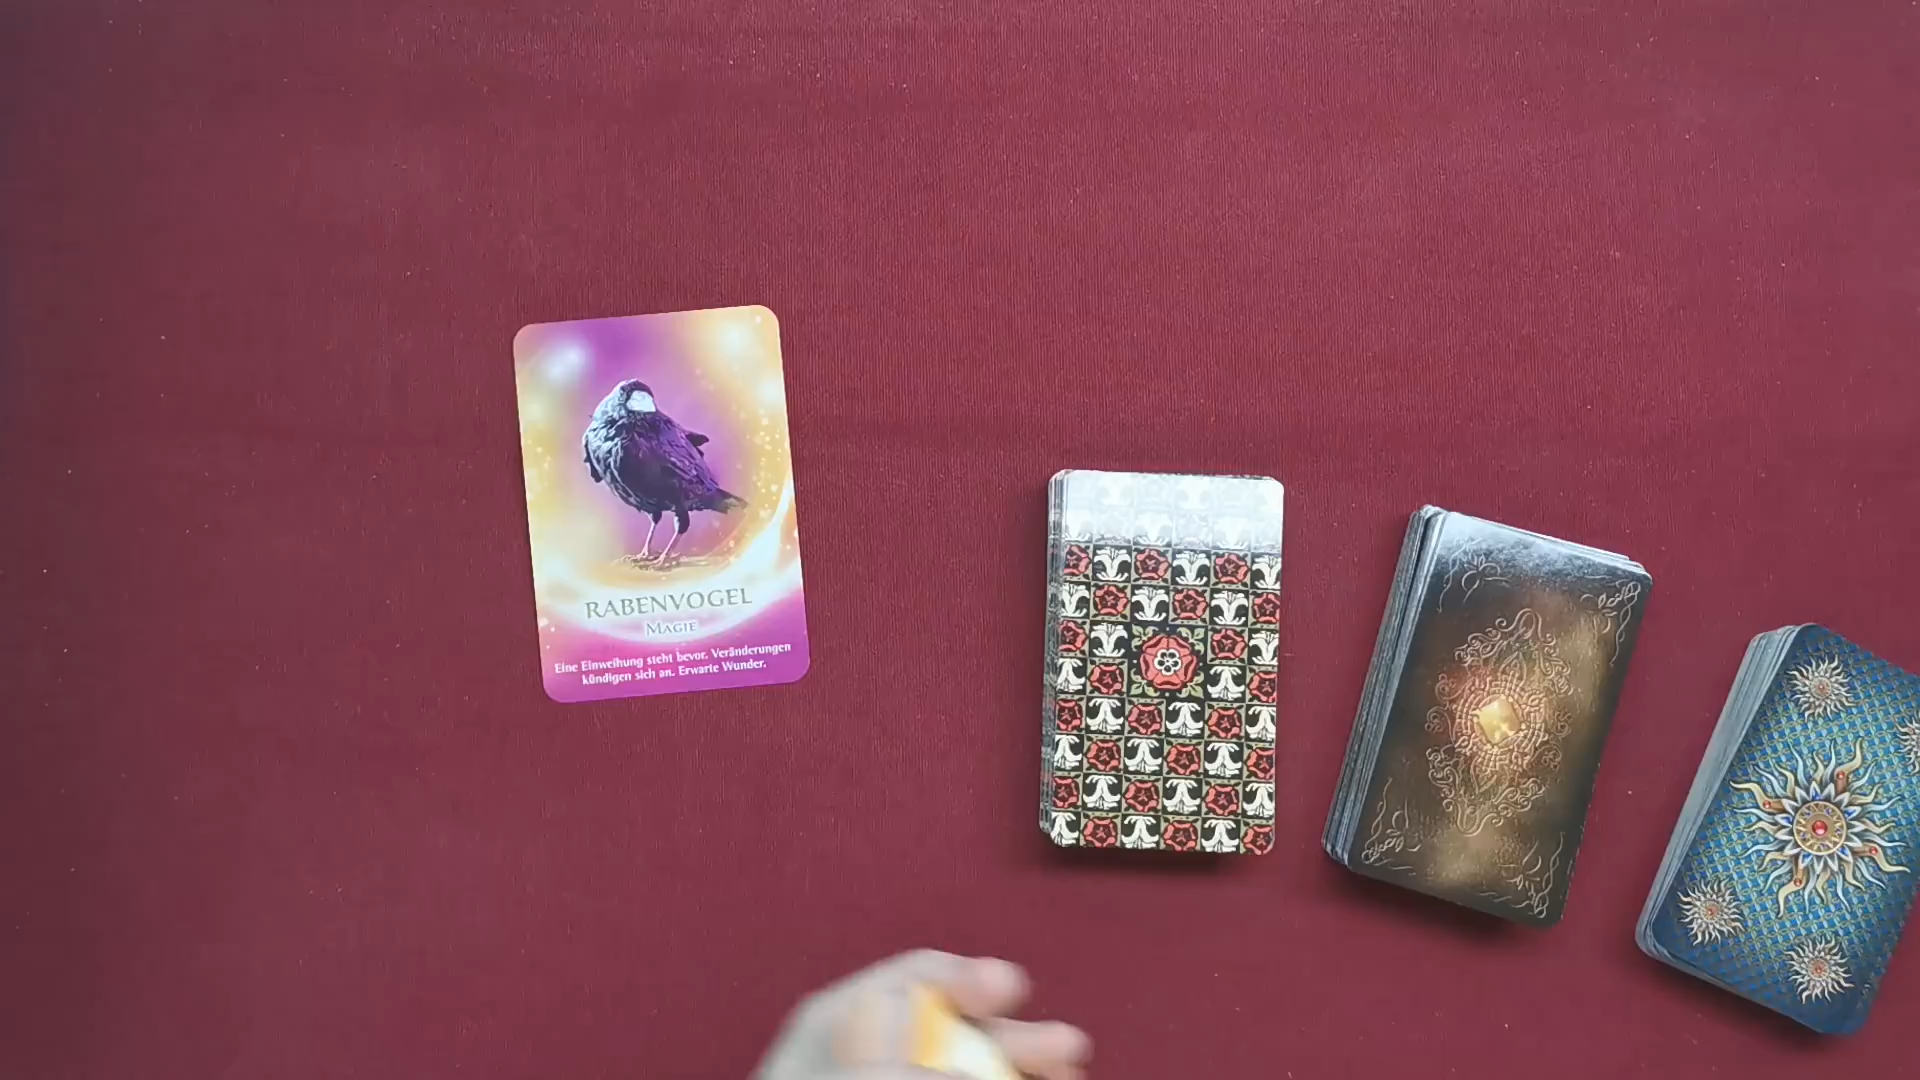 RABENVOGEL
MAGIE
Eine Einweihung steht bevor. Veränderungen
kündigen sich an. Erwarte Wunder.